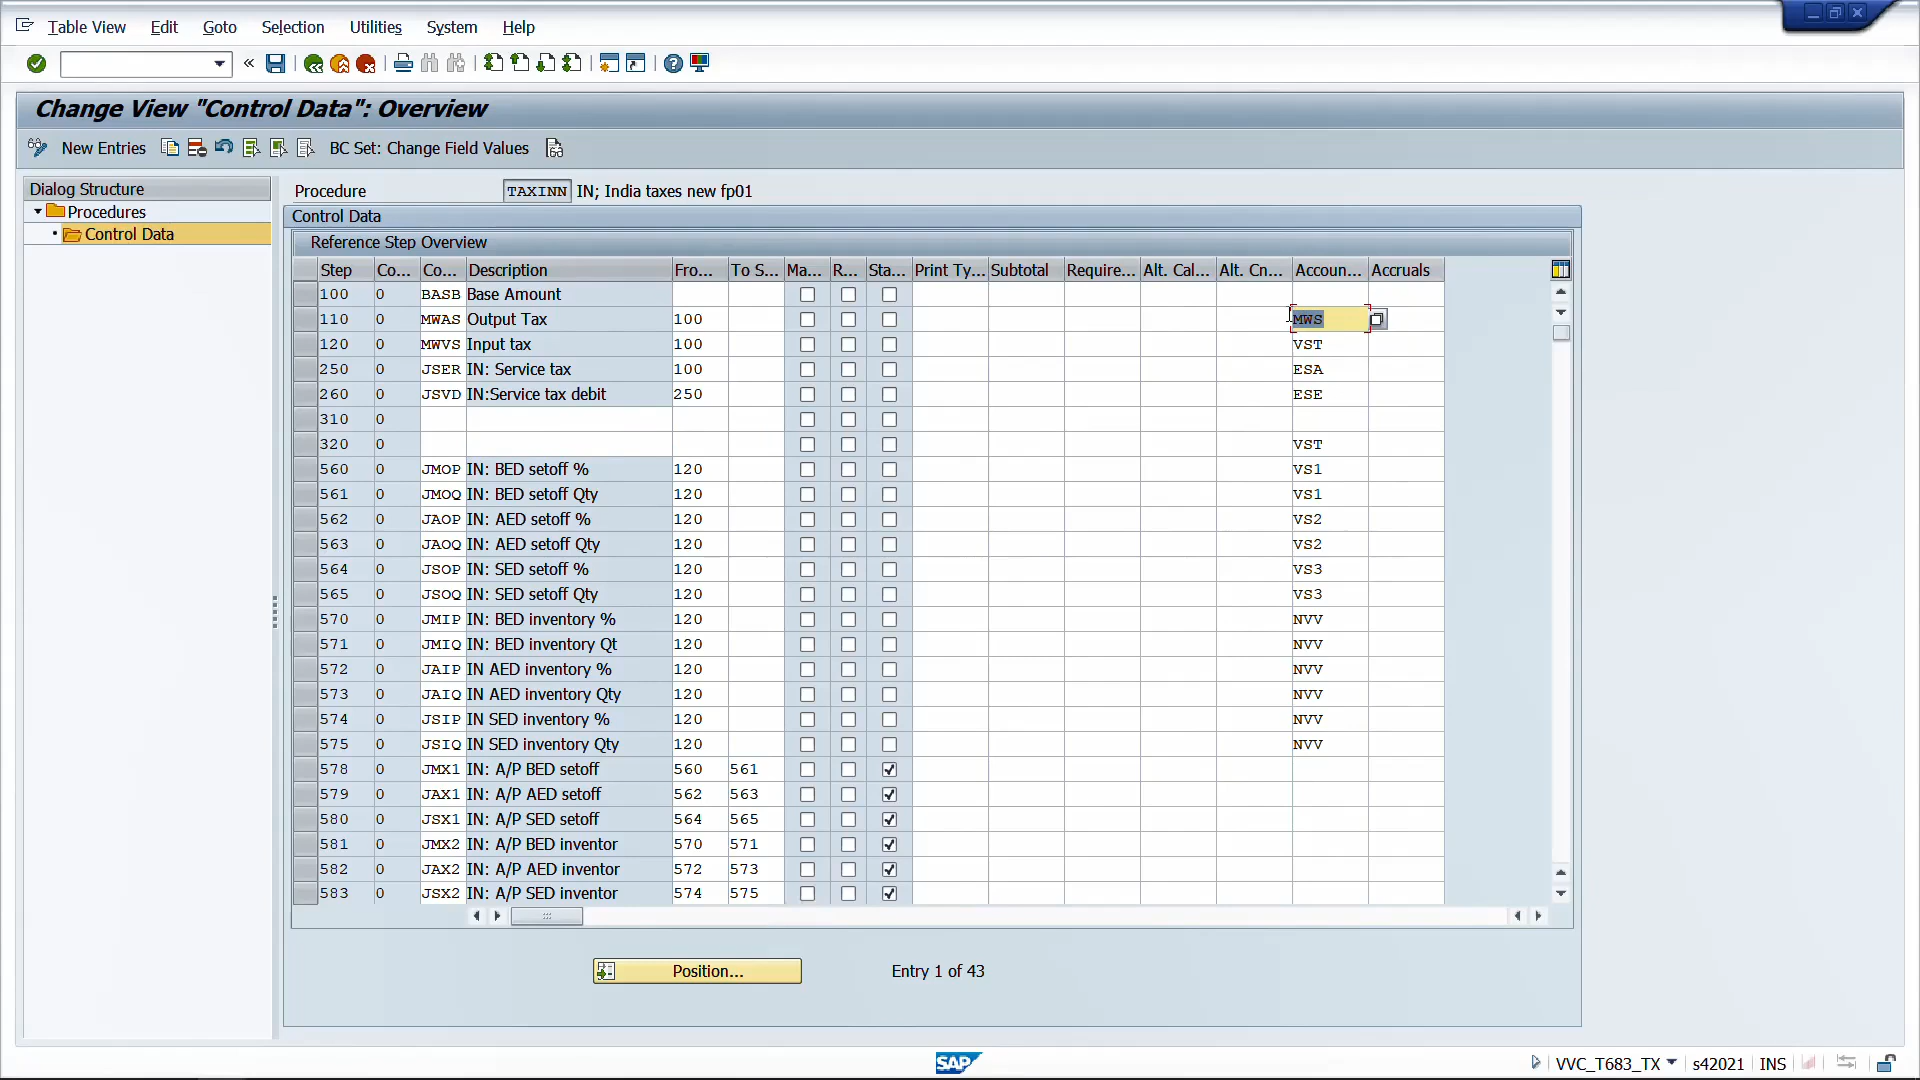 Table View Edit Goto Selection Utilities System Help
Change View "Control Data": Overview
New Entries BC Set: Change Field Values
Dialog Structure
Procedures
Control Data
Procedure TAXINN IN; India taxes new fp01
Control Data
Reference Step Overview
Step Co... Co... Description Fro... To S... Ma... R... Sta... Print Ty... Subtotal Require... Alt. Cal... Alt. Cn... Accoun... Accruals
100 0 BASB Base Amount
110 0 MWAS Output Tax 100 MWS
120 0 MWVS Input tax 100 VST
250 0 JSER IN: Service tax 100 ESA
260 0 JSVD IN:Service tax debit 250 ESE
310 0
320 0 VST
560 0 JMOP IN: BED setoff % 120 VS1
561 0 JMOQ IN: BED setoff Qty 120 VS1
562 0 JAOP IN: AED setoff % 120 VS2
563 0 JAOQ IN: AED setoff Qty 120 VS2
564 0 JSOP IN: SED setoff % 120 VS3
565 0 JSOQ IN: SED setoff Qty 120 VS3
570 0 JMIP IN: BED inventory % 120 NVV
571 0 JMIQ IN: BED inventory Qt 120 NVV
572 0 JAIP IN AED inventory % 120 NVV
573 0 JAIQ IN AED inventory Qty 120 NVV
574 0 JSIP IN SED inventory % 120 NVV
575 0 JSIQ IN SED inventory Qty 120 NVV
578 0 JMX1 IN: A/P BED setoff 560 561
579 0 JAX1 IN: A/P AED setoff 562 563
580 0 JSX1 IN: A/P SED setoff 564 565
581 0 JMX2 IN: A/P BED inventor 570 571
582 0 JAX2 IN: A/P AED inventor 572 573
583 0 JSX2 IN: A/P SED inventor 574 575
Position... Entry 1 of 43
SAP VVC_T683_TX s42021 INS